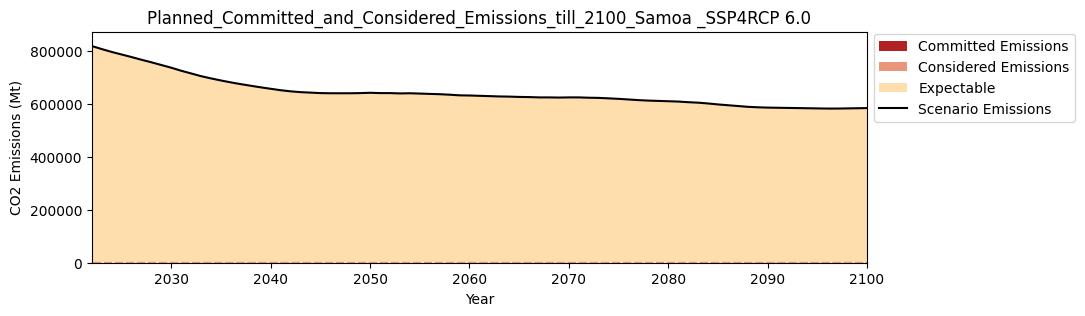 Planned_Committed_and_Considered_Emissions_till_2100_Samoa _SSP4RCP 6.0
800000
600000
400000
200000
0
CO2 Emissions (Mt)
2030 2040 2050 2060 2070 2080 2090 2100
Year
Committed Emissions
Considered Emissions
Expectable
Scenario Emissions